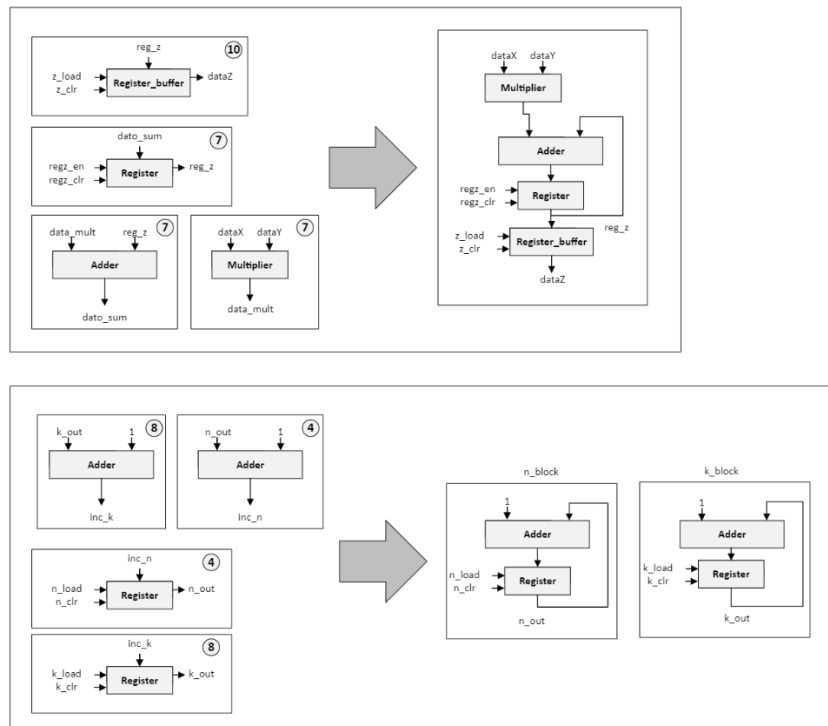 reg_z
10
z_load
z_clr
Register_buffer
dataZ
dato_sum
7
regz_en
regz_clr
Register
reg_z
data_mult
reg_z
7
Adder
dato_sum
dataX
dataY
7
Multiplier
data_mult
dataX
dataY
Multiplier
Adder
regz_en
regz_clr
Register
reg_z
z_load
z_clr
Register_buffer
dataZ
k_out
1
8
Adder
inc_k
n_out
1
4
Adder
inc_n
inc_n
4
n_load
n_clr
Register
n_out
inc_k
8
k_load
k_clr
Register
k_out
n_block
1
Adder
n_load
n_clr
Register
n_out
k_block
1
Adder
k_load
k_clr
Register
k_out